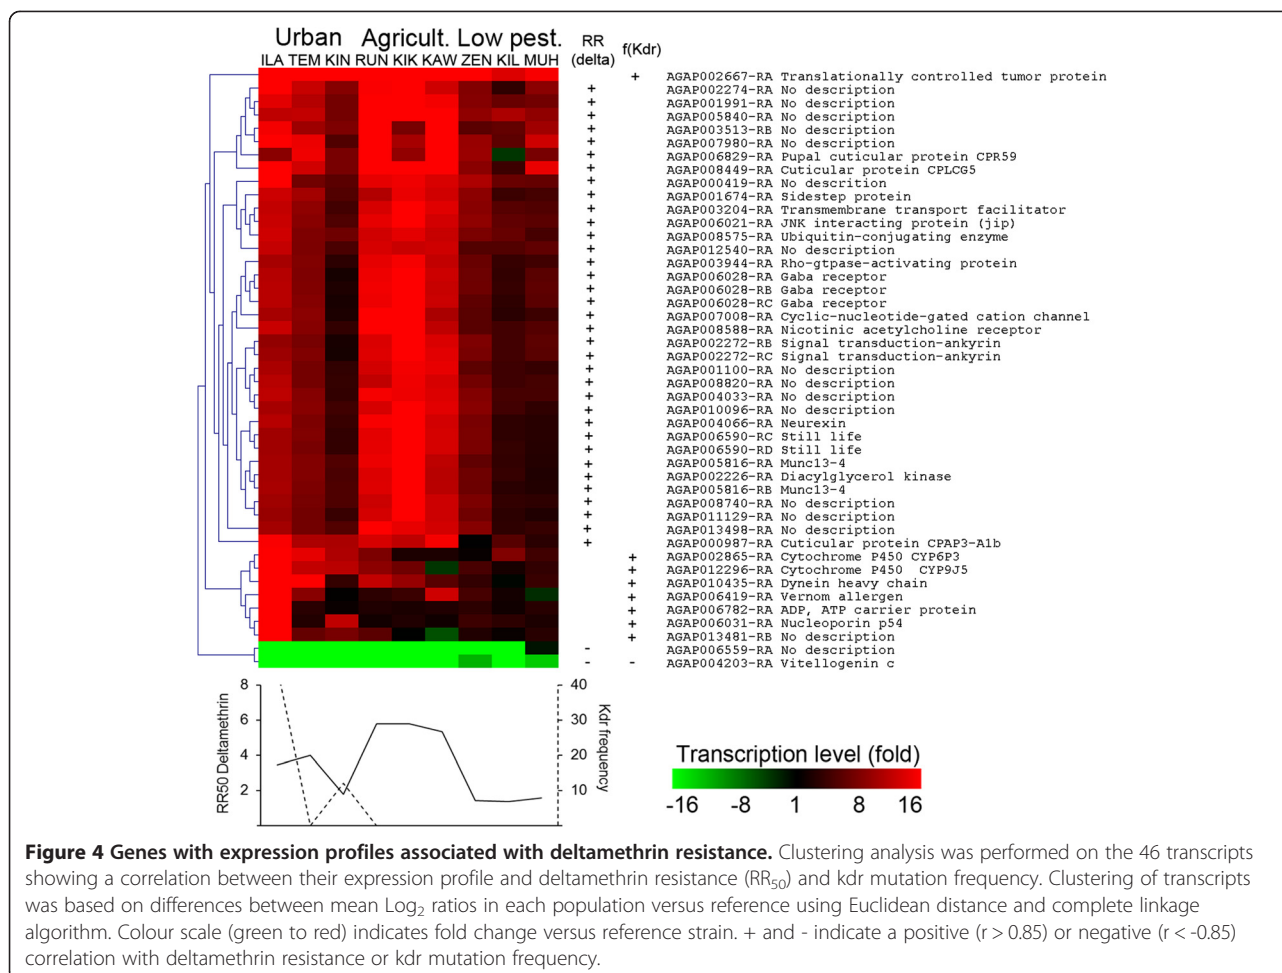 Urban Agricult. Low pest.
ILA TEM KIN RUN KIK KAW ZEN KIL MUH
RR (delta)
f(Kdr)
+ AGAP002667-RA Translationally controlled tumor protein
+ AGAP002274-RA No description
+ AGAP001991-RA No description
+ AGAP005840-RA No description
+ AGAP003513-RB No description
+ AGAP007980-RA No description
+ AGAP006829-RA Pupal cuticular protein CPR59
+ AGAP008449-RA Cuticular protein CPLCG5
+ AGAP000419-RA No descrition
+ AGAP001674-RA Sidestep protein
+ AGAP003204-RA Transmembrane transport facilitator
+ AGAP006021-RA JNK interacting protein (jip)
+ AGAP008575-RA Ubiquitin-conjugating enzyme
+ AGAP012540-RA No description
+ AGAP003944-RA Rho-gtpase-activating protein
+ AGAP006028-RA Gaba receptor
+ AGAP006028-RB Gaba receptor
+ AGAP006028-RC Gaba receptor
+ AGAP007008-RA Cyclic-nucleotide-gated cation channel
+ AGAP008588-RA Nicotinic acetylcholine receptor
+ AGAP002272-RB Signal transduction-ankyrin
+ AGAP002272-RC Signal transduction-ankyrin
+ AGAP001100-RA No description
+ AGAP008820-RA No description
+ AGAP004033-RA No description
+ AGAP010096-RA No description
+ AGAP004066-RA Neurexin
+ AGAP006590-RC Still life
+ AGAP006590-RD Still life
+ AGAP005816-RA Munc13-4
+ AGAP002226-RA Diacylglycerol kinase
+ AGAP005816-RB Munc13-4
+ AGAP008740-RA No description
+ AGAP011129-RA No description
+ AGAP013498-RA No description
+ AGAP000987-RA Cuticular protein CPAP3-A1b
+ AGAP002865-RA Cytochrome P450 CYP6P3
+ AGAP012296-RA Cytochrome P450 CYP9J5
+ AGAP010435-RA Dynein heavy chain
+ AGAP006419-RA Vernom allergen
+ AGAP006782-RA ADP, ATP carrier protein
+ AGAP006031-RA Nucleoporin p54
+ AGAP013481-RB No description
- AGAP006559-RA No description
- - AGAP004203-RA Vitellogenin c
RR50 Deltamethrin
8
6
4
2
40
30
20
10
Kdr frequency
Transcription level (fold)
-16 -8 1 8 16
Figure 4 Genes with expression profiles associated with deltamethrin resistance. Clustering analysis was performed on the 46 transcripts
showing a correlation between their expression profile and deltamethrin resistance (RR50) and kdr mutation frequency. Clustering of transcripts
was based on differences between mean Log2 ratios in each population versus reference using Euclidean distance and complete linkage
algorithm. Colour scale (green to red) indicates fold change versus reference strain. + and - indicate a positive (r > 0.85) or negative (r < -0.85)
correlation with deltamethrin resistance or kdr mutation frequency.